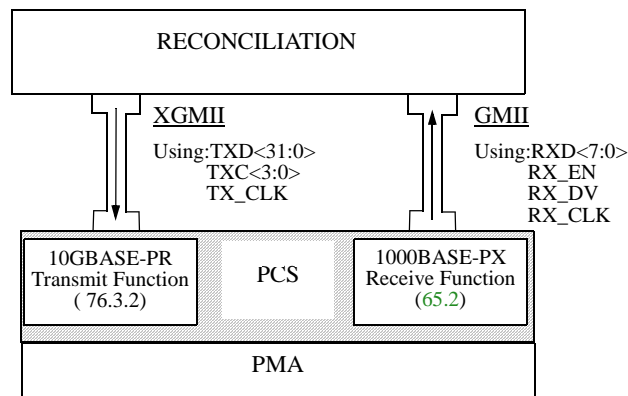 RECONCILIATION
XGMII
Using:TXD<31:0>
TXC<3:0>
TX_CLK
GMII
Using:RXD<7:0>
RX_EN
RX_DV
RX_CLK
10GBASE-PR
Transmit Function
( 76.3.2)
PCS
1000BASE-PX
Receive Function
(65.2)
PMA